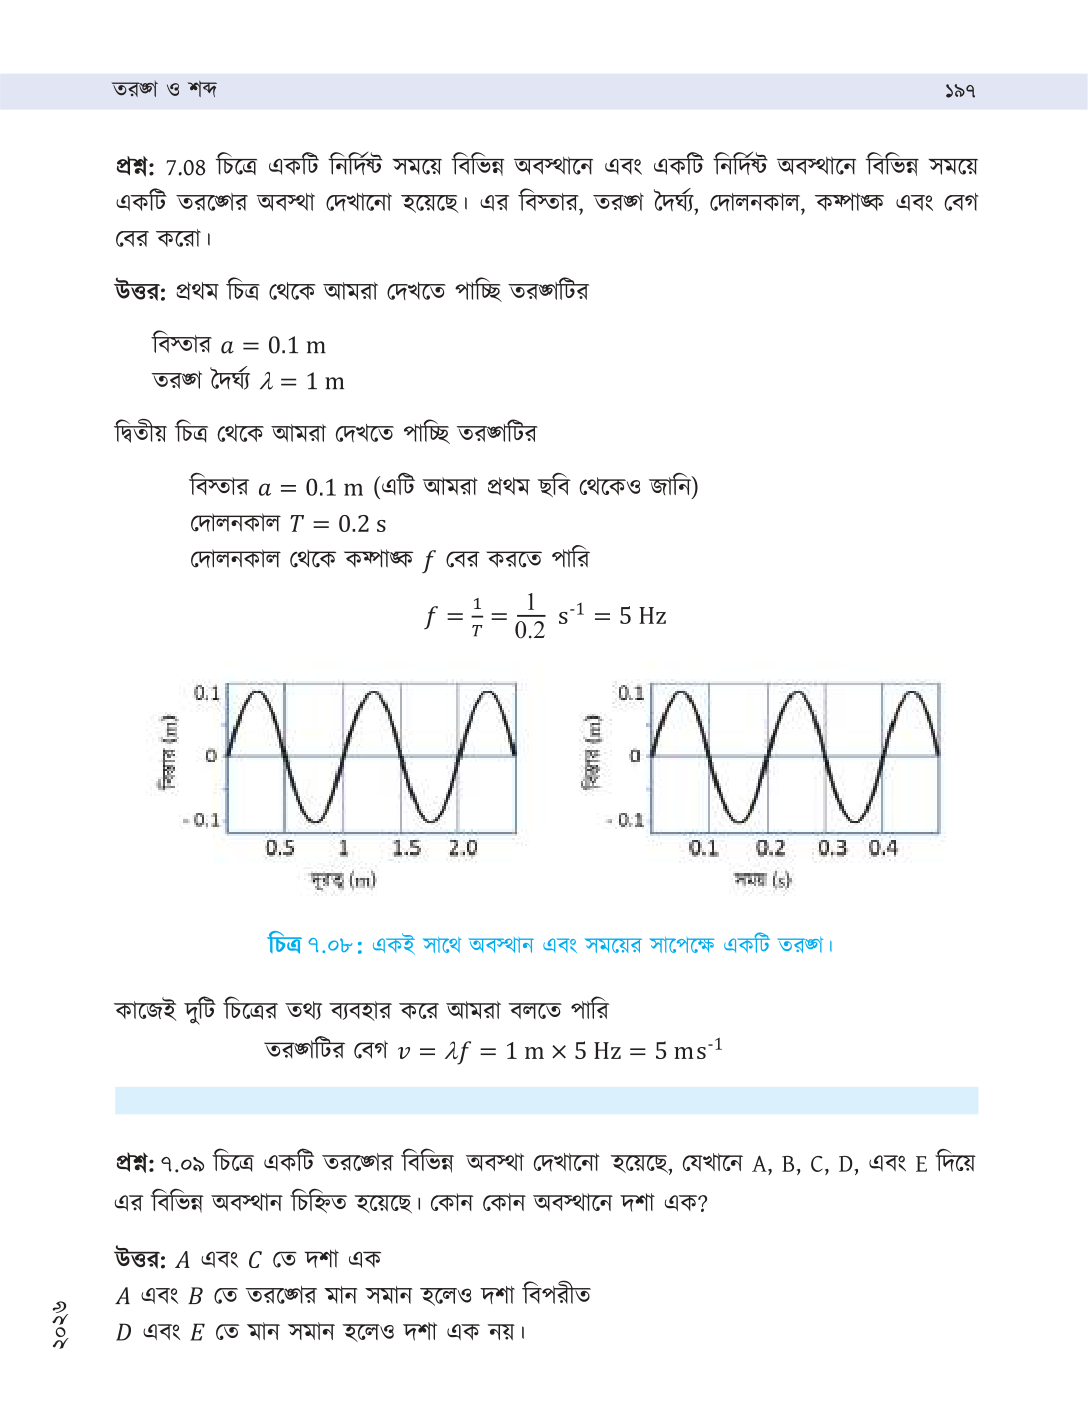 তরঙ্গ ও শব্দ ১৯৭
প্রশ্ন: 7.08 চিত্রে একটি নির্দিষ্ট সময়ে বিভিন্ন অবস্থানে এবং একটি নির্দিষ্ট অবস্থানে বিভিন্ন সময়ে
একটি তরঙ্গের অবস্থা দেখানো হয়েছে। এর বিস্তার, তরঙ্গ দৈর্ঘ্য, দোলনকাল, কম্পাঙ্ক এবং বেগ
বের করো।
উত্তর: প্রথম চিত্র থেকে আমরা দেখতে পাচ্ছি তরঙ্গটির
বিস্তার a = 0.1 m
তরঙ্গ দৈর্ঘ্য λ = 1 m
দ্বিতীয় চিত্র থেকে আমরা দেখতে পাচ্ছি তরঙ্গটির
বিস্তার a = 0.1 m (এটি আমরা প্রথম ছবি থেকেও জানি)
দোলনকাল T = 0.2 s
দোলনকাল থেকে কম্পাঙ্ক f বের করতে পারি
f = 1/T = 1/0.2 s⁻¹ = 5 Hz
বিস্তার (m)
0.1
0
- 0.1
0.5 1 1.5 2.0
দূরত্ব (m)
বিস্তার (m)
0.1
0
- 0.1
0.1 0.2 0.3 0.4
সময় (s)
চিত্র ৭.০৮: একই সাথে অবস্থান এবং সময়ের সাপেক্ষে একটি তরঙ্গ।
কাজেই দুটি চিত্রের তথ্য ব্যবহার করে আমরা বলতে পারি
তরঙ্গটির বেগ v = λf = 1 m × 5 Hz = 5 ms⁻¹
প্রশ্ন: ৭.০৯ চিত্রে একটি তরঙ্গের বিভিন্ন অবস্থা দেখানো হয়েছে, যেখানে A, B, C, D, এবং E দিয়ে
এর বিভিন্ন অবস্থান চিহ্নিত হয়েছে। কোন কোন অবস্থানে দশা এক?
উত্তর: A এবং C তে দশা এক
A এবং B তে তরঙ্গের মান সমান হলেও দশা বিপরীত
D এবং E তে মান সমান হলেও দশা এক নয়।
২০২৬